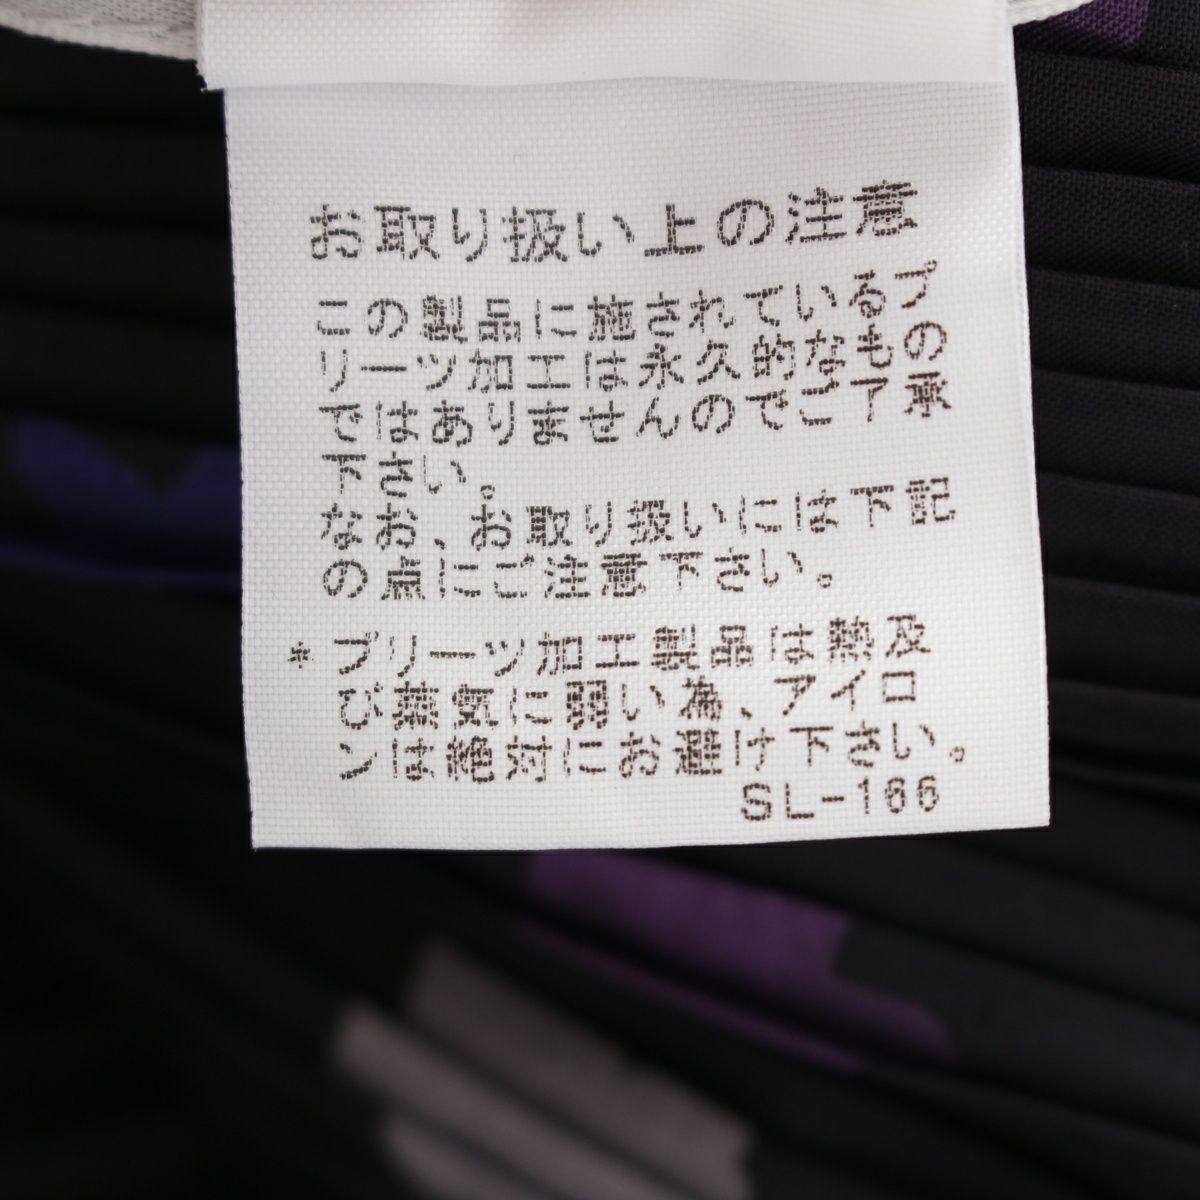 お取り扱い上の注意
この製品に施されているプ
リーツ加工は永久的なもの
ではありませんのでご了承
下さい。
なお、お取り扱いには下記
の点にご注意下さい。
*プリーツ加工製品は熱及
び蒸気に弱い為、アイロ
ンは絶対にお避け下さい。
SL-166